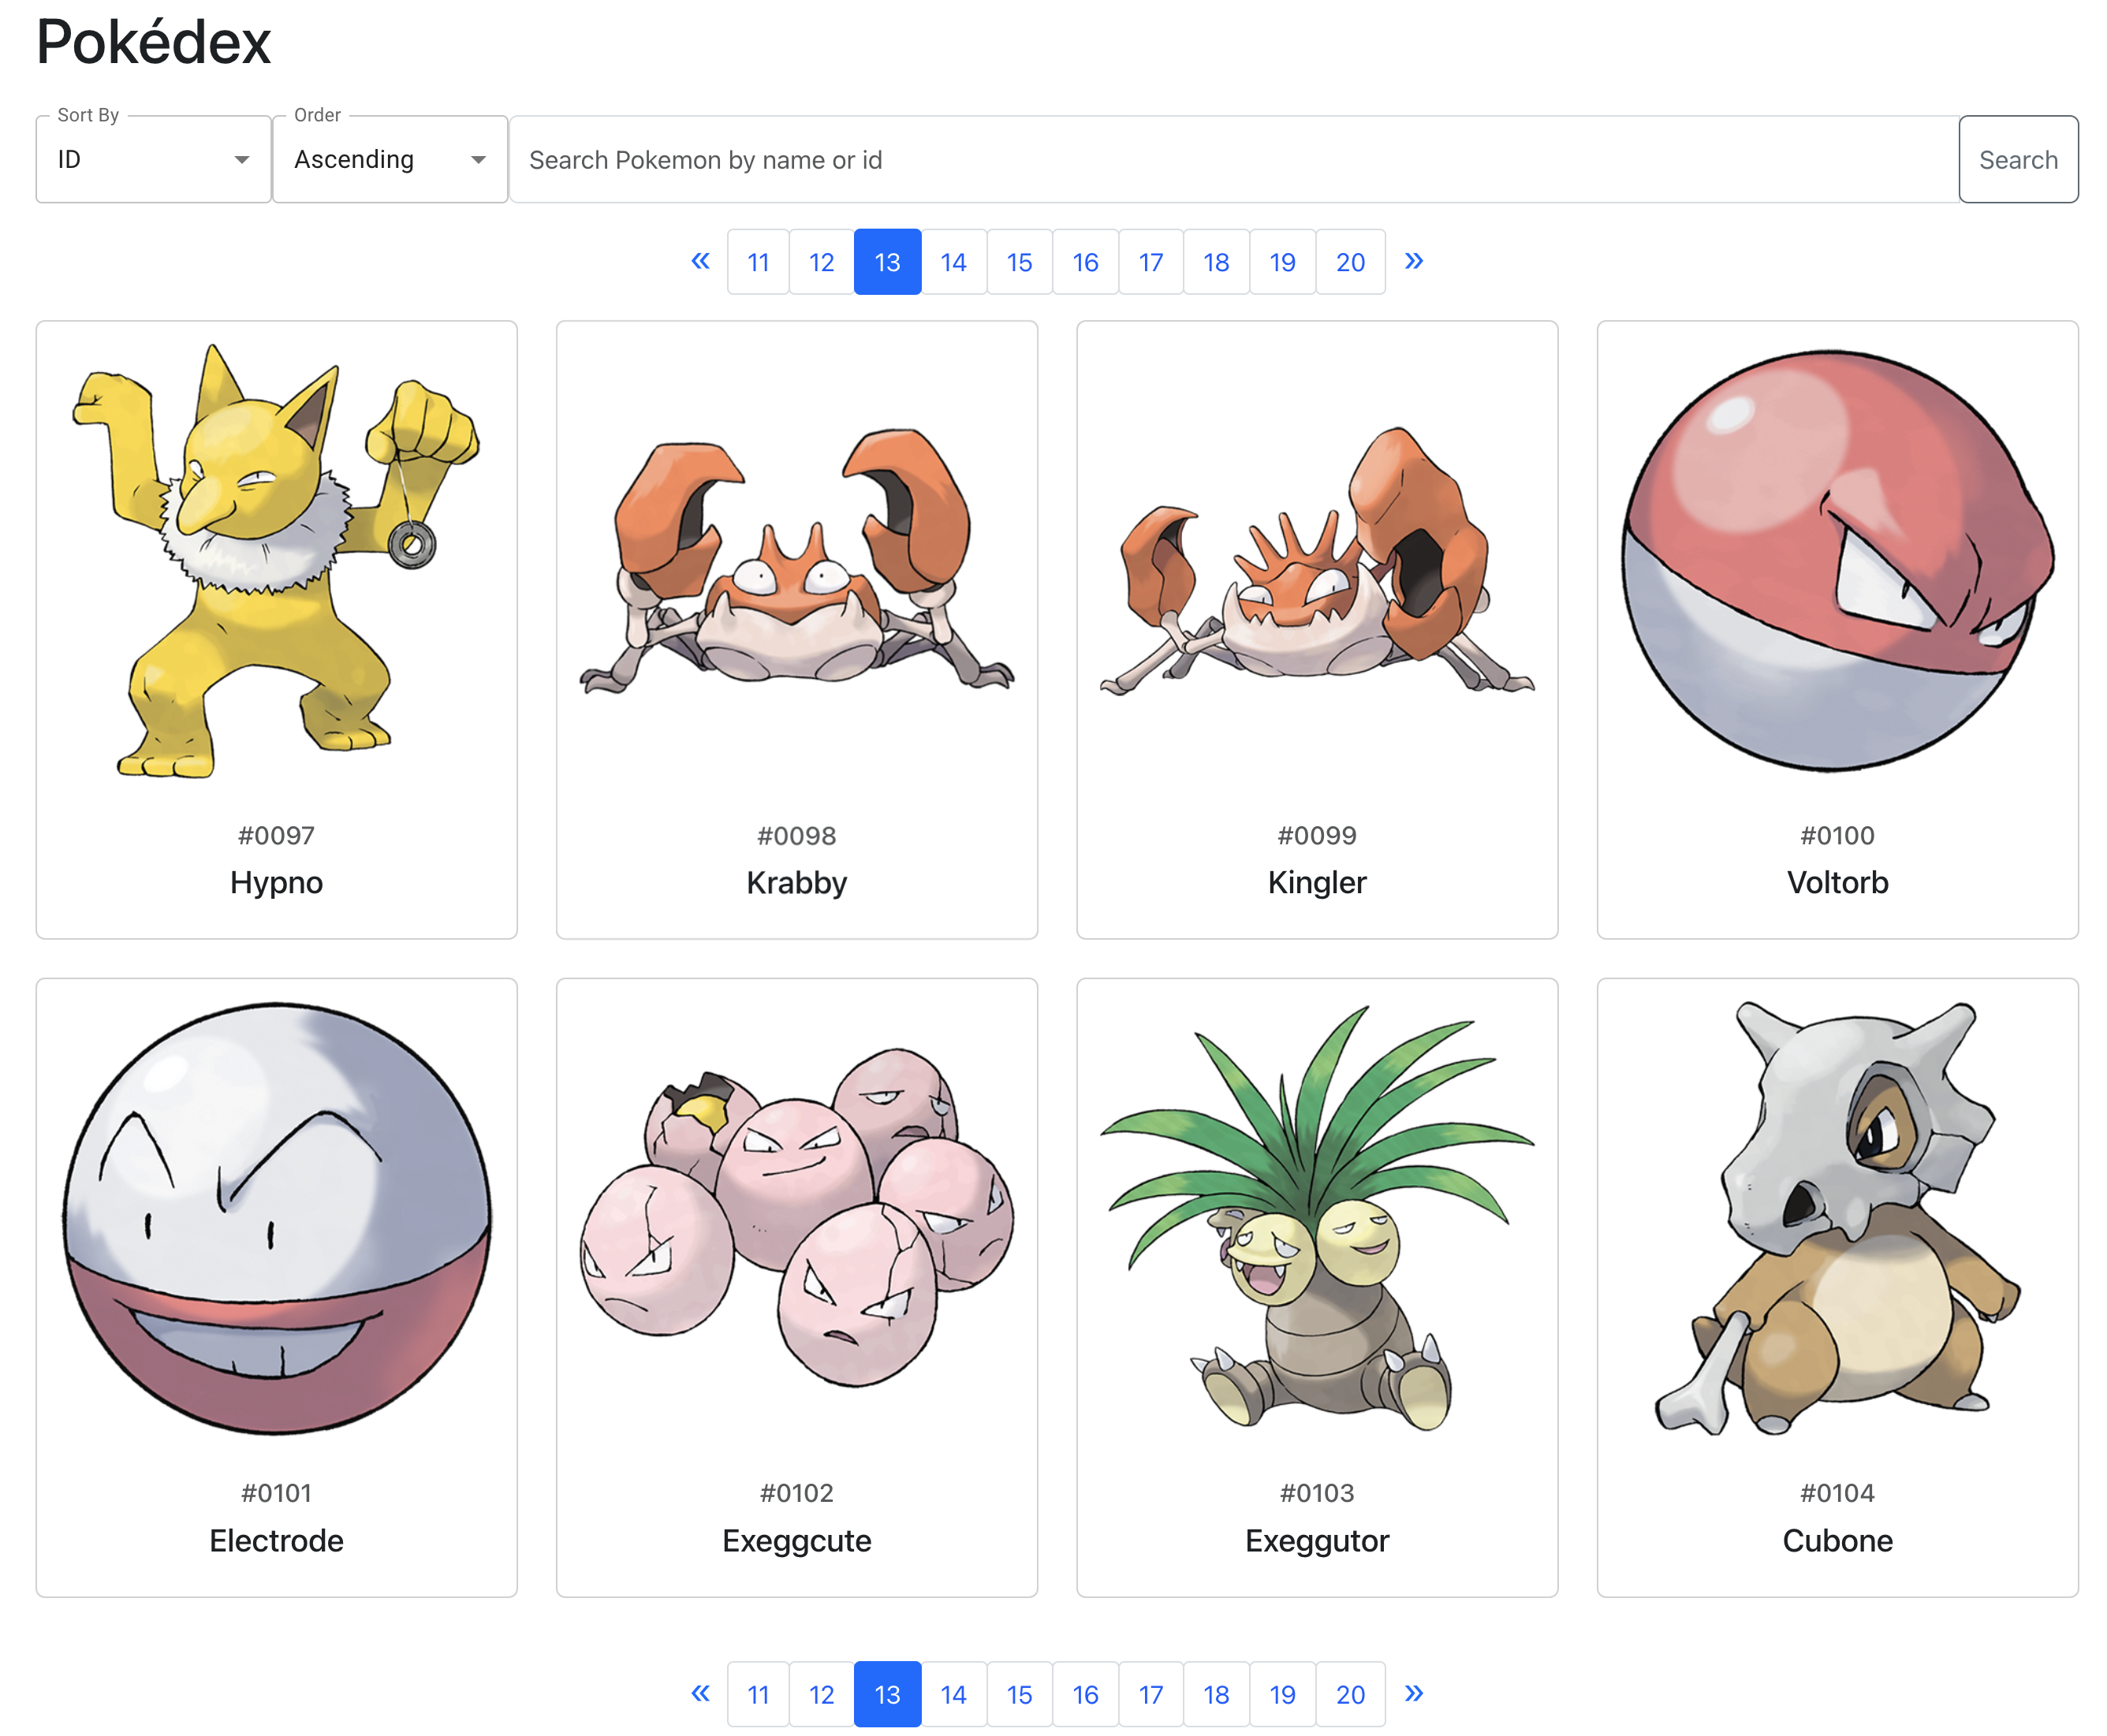 Pokédex
Sort By
ID
Order
Ascending
Search Pokemon by name or id
Search
« 11 12 13 14 15 16 17 18 19 20 »
#0097
Hypno
#0098
Krabby
#0099
Kingler
#0100
Voltorb
#0101
Electrode
#0102
Exeggcute
#0103
Exeggutor
#0104
Cubone
« 11 12 13 14 15 16 17 18 19 20 »